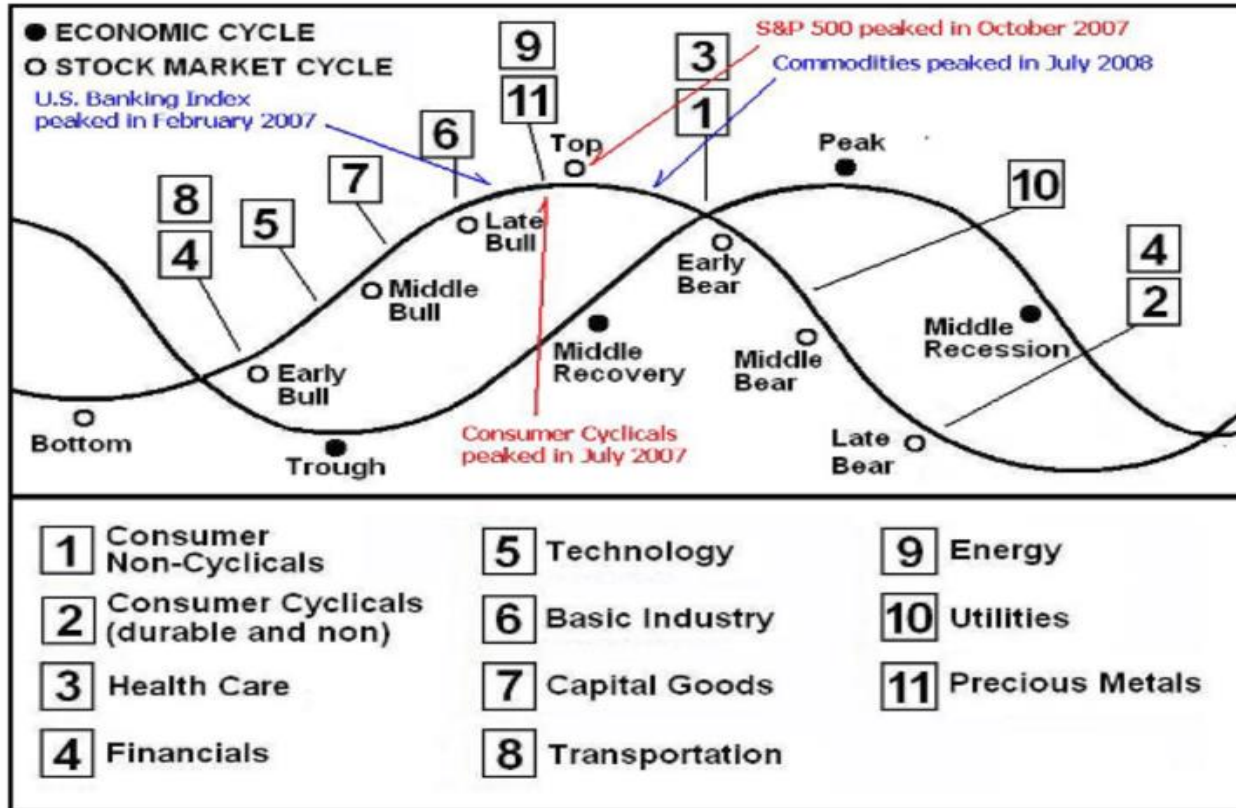 ● ECONOMIC CYCLE
○ STOCK MARKET CYCLE
U.S. Banking Index
peaked in February 2007
S&P 500 peaked in October 2007
Commodities peaked in July 2008
9
11
3
1
6
7
8
4
5
10
4
2
Top
Peak
Late
Bull
Middle
Bull
Early
Bull
Bottom
Trough
Early
Bear
Middle
Recovery
Middle
Bear
Middle
Recession
Late
Bear
Consumer Cyclicals
peaked in July 2007
1 Consumer
Non-Cyclicals
2 Consumer Cyclicals
(durable and non)
3 Health Care
4 Financials
5 Technology
6 Basic Industry
7 Capital Goods
8 Transportation
9 Energy
10 Utilities
11 Precious Metals